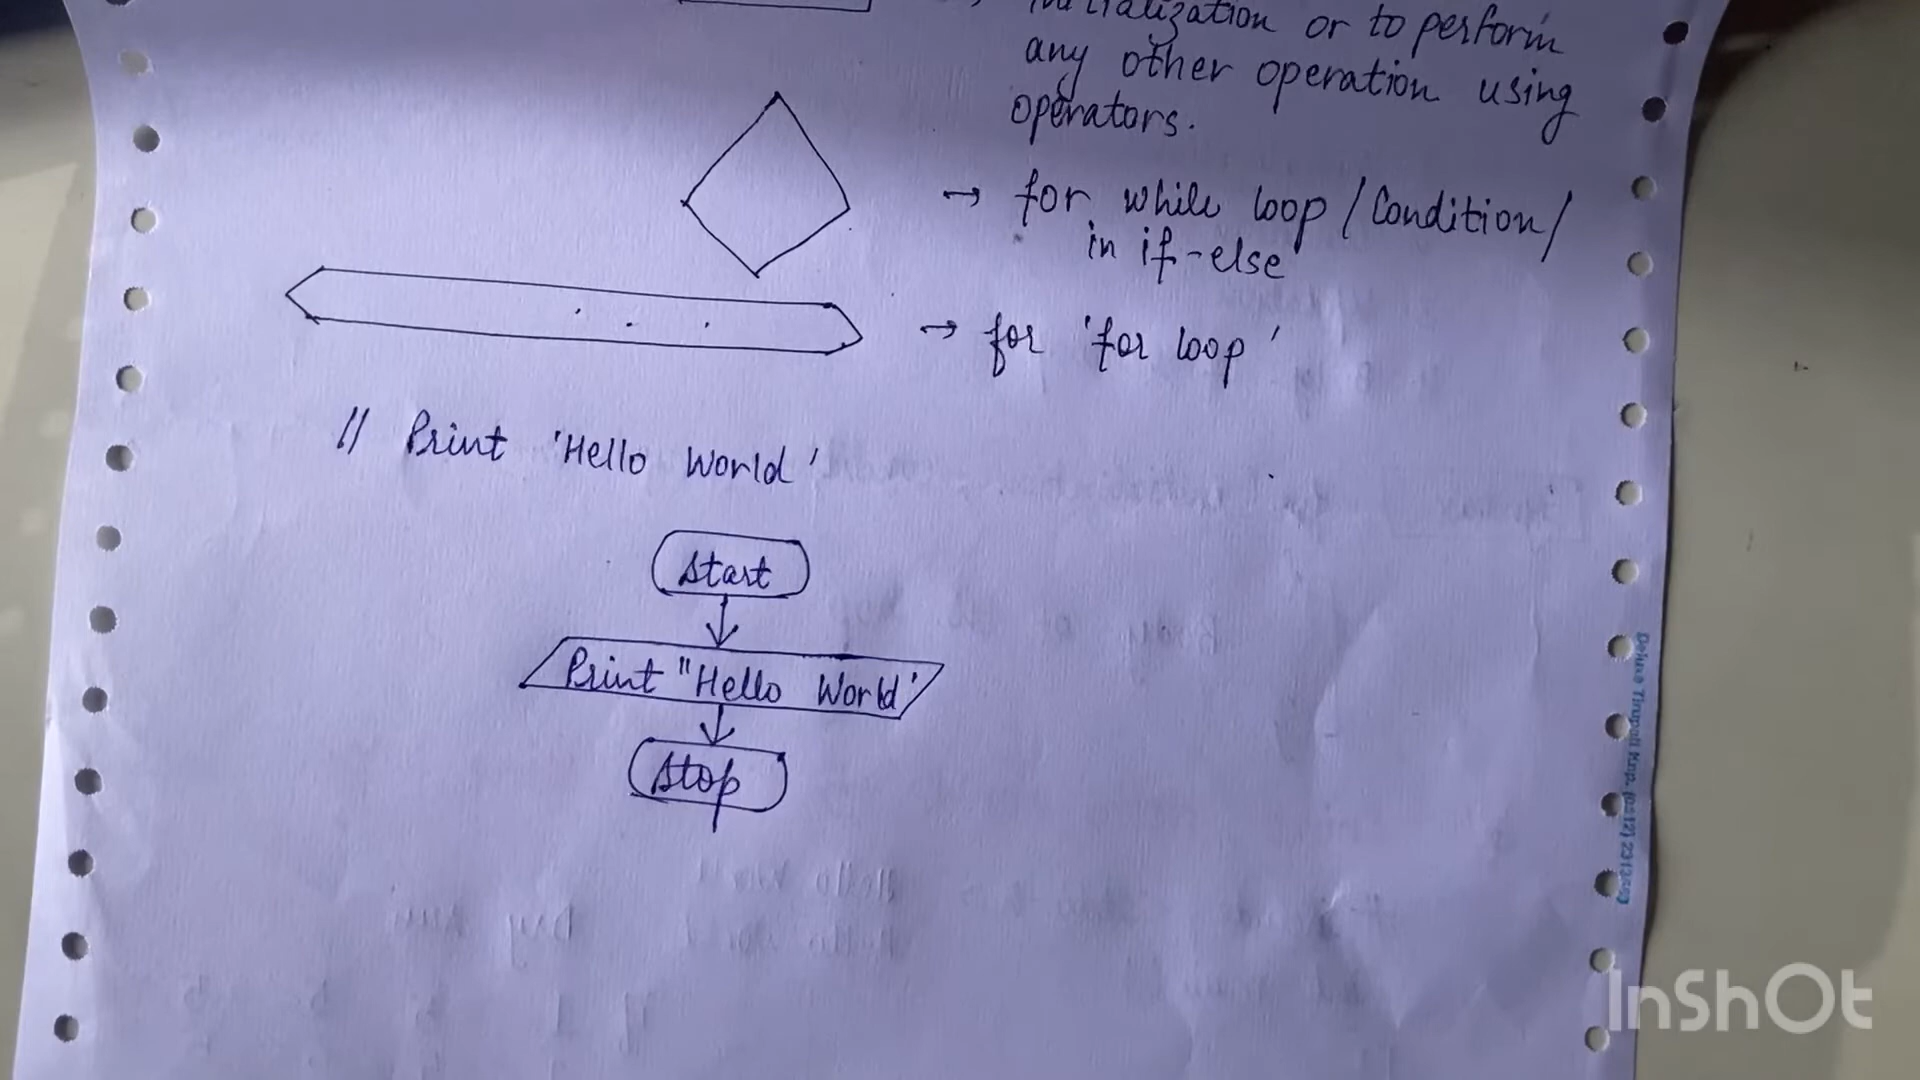 initialization or to perform
any other operation using
operators.
→ for while loop / Condition /
in if-else
→ for 'for loop'
// Print 'Hello World'
Start
Print "Hello World'
Stop
InShOt